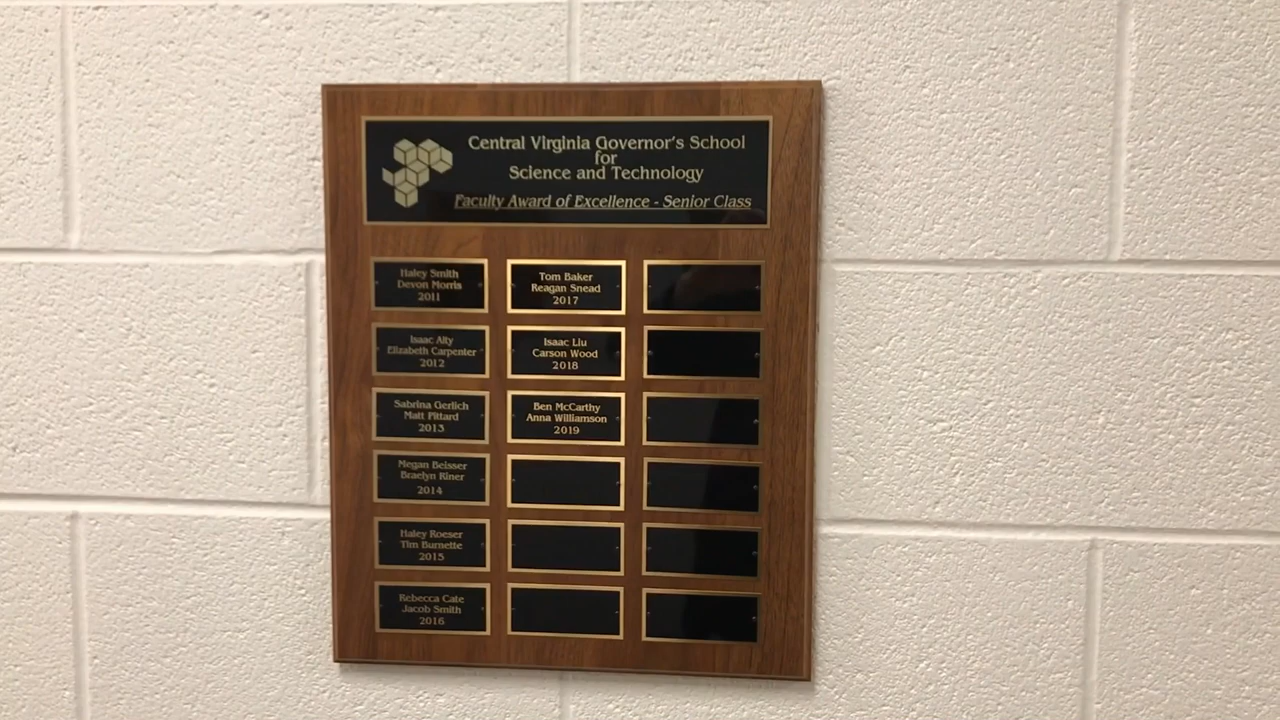 Central Virginia Governor's School
for
Science and Technology
Faculty Award of Excellence - Senior Class
Haley Smith
Devon Morris
2011
Isaac Alty
Elizabeth Carpenter
2012
Sabrina Gerlich
Matt Pittard
2013
Megan Beisser
Braelyn Riner
2014
Haley Roeser
Tim Burnette
2015
Rebecca Cate
Jacob Smith
2016
Tom Baker
Reagan Snead
2017
Isaac Liu
Carson Wood
2018
Ben McCarthy
Anna Williamson
2019